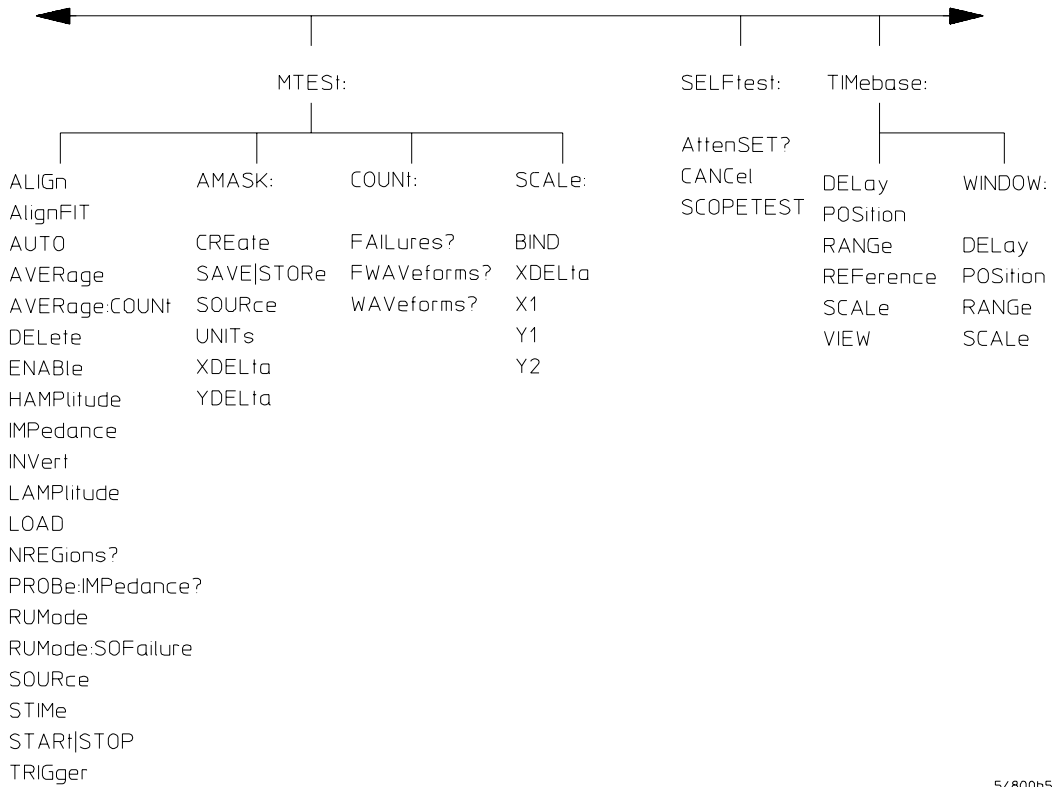 MTESt:
SELFtest:
TIMebase:
ALIGn
AlignFIT
AUTO
AVERage
AVERage:COUNt
DELete
ENABle
HAMPlitude
IMPedance
INVert
LAMPlitude
LOAD
NREGions?
PROBe:IMPedance?
RUMode
RUMode:SOFailure
SOURce
STIMe
STARt|STOP
TRIGger
AMASK:
CREate
SAVE|STORe
SOURce
UNITs
XDELta
YDELta
COUNt:
FAILures?
FWAVeforms?
WAVeforms?
SCALe:
BIND
XDELta
X1
Y1
Y2
AttenSET?
CANCel
SCOPETEST
DELay
POSition
RANGe
REFerence
SCALe
VIEW
WINDOW:
DELay
POSition
RANGe
SCALe